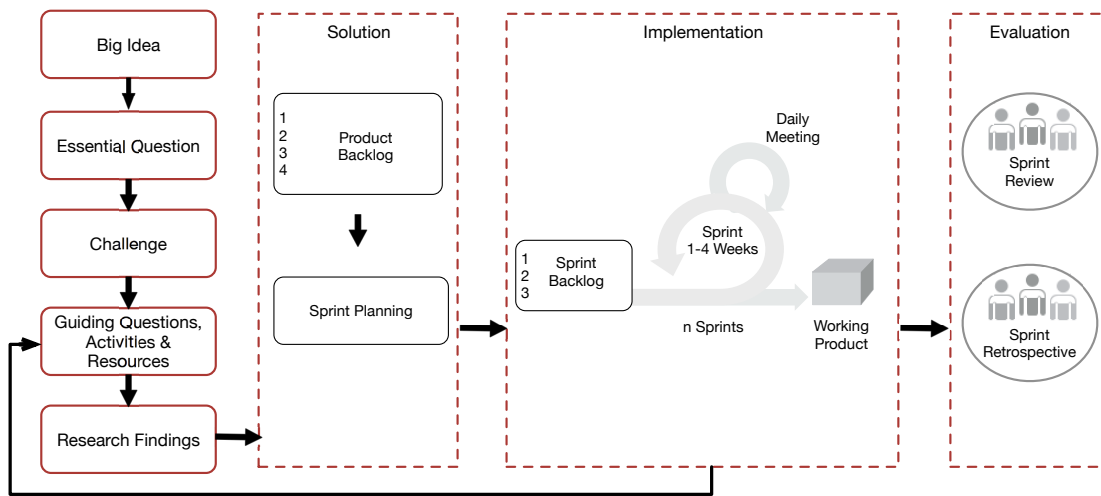 Big Idea
Essential Question
Challenge
Guiding Questions,
Activities &
Resources
Research Findings
Solution
1
2
3
4
Product
Backlog
Sprint Planning
Implementation
Daily
Meeting
Sprint
1-4 Weeks
1
2
3
Sprint
Backlog
n Sprints
Working
Product
Evaluation
Sprint
Review
Sprint
Retrospective